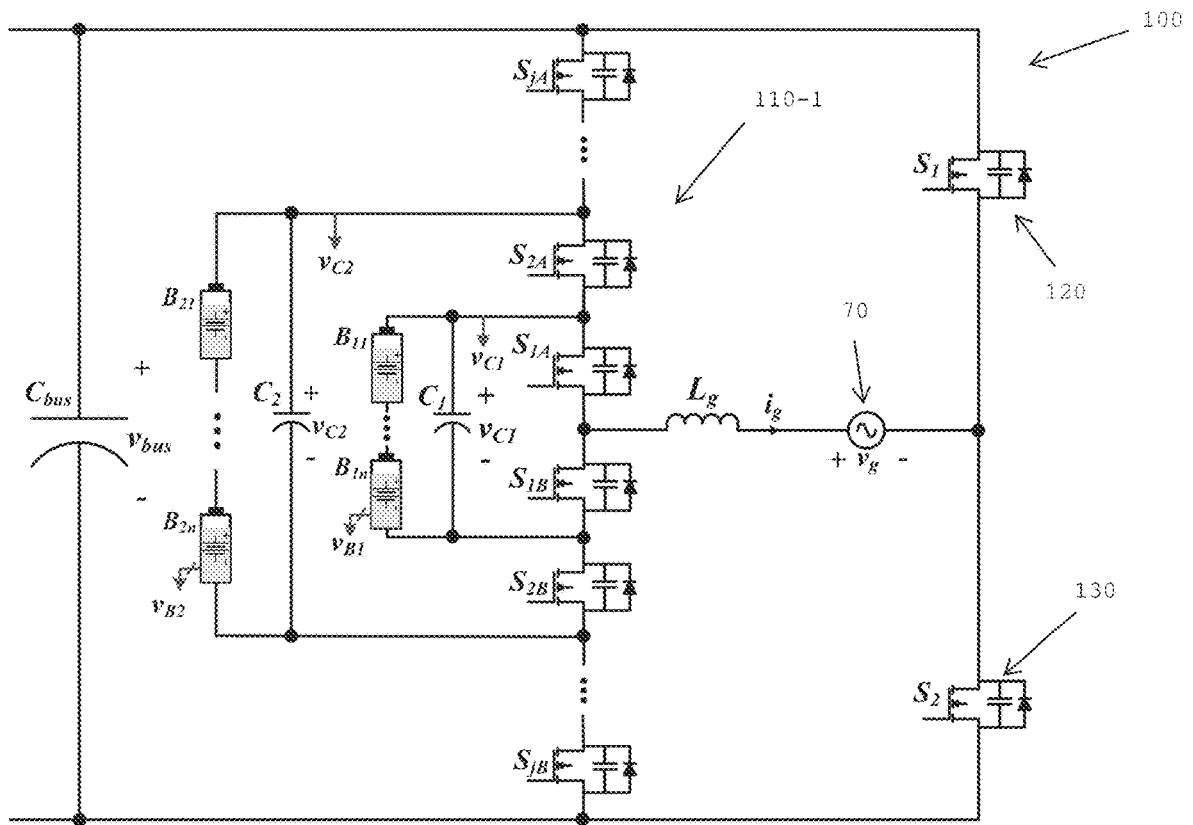 100
S_jA
110-1
S_1
v_C2
S_2A
120
B_21
70
B_11
v_C1
S_1A
C_bus
+
v_bus
-
C_2
+
v_C2
-
C_1
+
v_C1
-
L_g
i_g
+ v_g -
B_1n
S_1B
v_B1
B_2n
S_2B
v_B2
130
S_2
S_jB